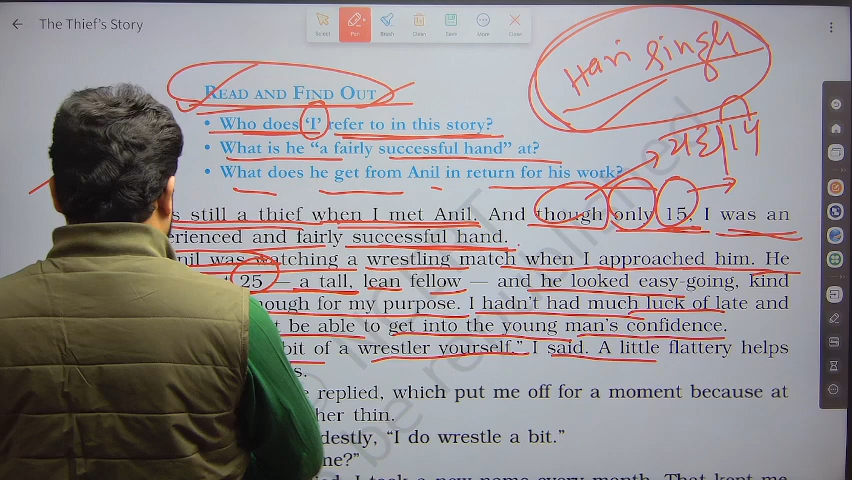 The Thief's Story
Select Pen Brush Clean Save More Close
Hari Singh
READ AND FIND OUT
• Who does 'I' refer to in this story?
• What is he "a fairly successful hand" at?
• What does he get from Anil in return for his work?
s still a thief when I met Anil. And though only 15, I was an
erienced and fairly successful hand.
nil was watching a wrestling match when I approached him. He
25 — a tall, lean fellow — and he looked easy-going, kind
nough for my purpose. I hadn't had much luck of late and
t be able to get into the young man's confidence.
bit of a wrestler yourself," I said. A little flattery helps
s.
e replied, which put me off for a moment because at
her thin.
destly, "I do wrestle a bit."
me?"